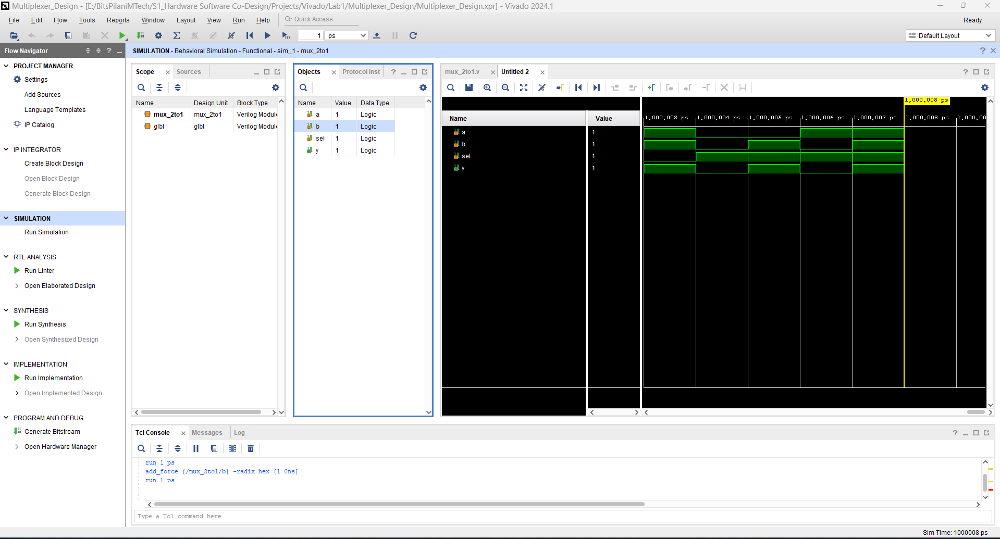 Multiplexer_Design - [E:/BitsPilaniMTech/S1_Hardware Software Co-Design/Projects/Vivado/Lab1/Multiplexer_Design/Multiplexer_Design.xpr] - Vivado 2024.1
File Edit Flow Tools Reports Window Layout View Run Help Quick Access Ready
1 ps Default Layout
Flow Navigator
SIMULATION - Behavioral Simulation - Functional - sim_1 - mux_2to1
PROJECT MANAGER
Settings
Add Sources
Language Templates
IP Catalog
IP INTEGRATOR
Create Block Design
Open Block Design
Generate Block Design
SIMULATION
Run Simulation
RTL ANALYSIS
Run Linter
Open Elaborated Design
SYNTHESIS
Run Synthesis
Open Synthesized Design
IMPLEMENTATION
Run Implementation
Open Implemented Design
PROGRAM AND DEBUG
Generate Bitstream
Open Hardware Manager
Scope Sources
Name Design Unit Block Type
mux_2to1 mux_2to1 Verilog Module
glbl glbl Verilog Module
Objects Protocol Inst
Name Value Data Type
a 1 Logic
b 1 Logic
sel 1 Logic
y 1 Logic
mux_2to1.v Untitled 2
1,000,008 ps
Name Value
1,000,003 ps 1,000,004 ps 1,000,005 ps 1,000,006 ps 1,000,007 ps 1,000,008 ps 1,000,00
a 1
b 1
sel 1
y 1
Tcl Console Messages Log
run 1 ps
add_force {/mux_2to1/b} -radix hex {1 0ns}
run 1 ps
Type a Tcl command here
Sim Time: 1000008 ps